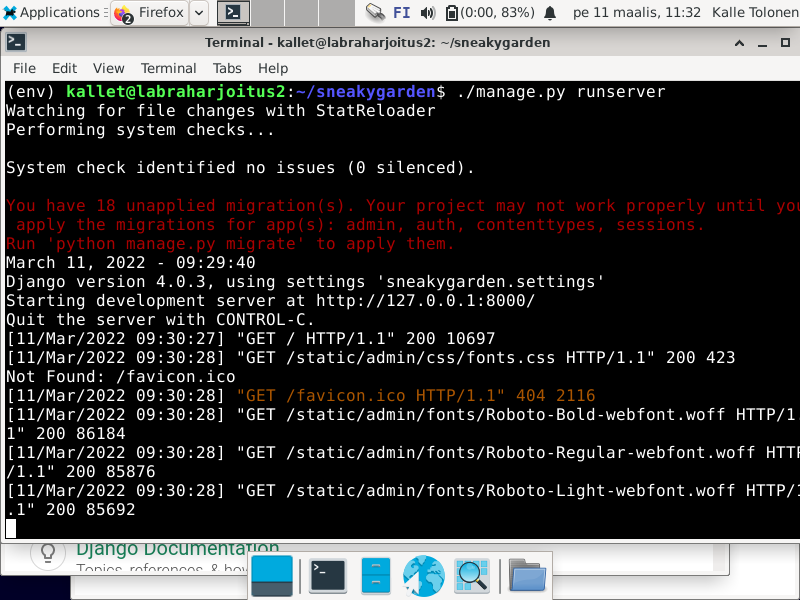 Applications
2 Firefox
FI (0:00, 83%) pe 11 maalis, 11:32 Kalle Tolonen
Terminal - kallet@labraharjoitus2: ~/sneakygarden
File Edit View Terminal Tabs Help
(env) kallet@labraharjoitus2:~/sneakygarden$ ./manage.py runserver
Watching for file changes with StatReloader
Performing system checks...
System check identified no issues (0 silenced).
You have 18 unapplied migration(s). Your project may not work properly until you
apply the migrations for app(s): admin, auth, contenttypes, sessions.
Run 'python manage.py migrate' to apply them.
March 11, 2022 - 09:29:40
Django version 4.0.3, using settings 'sneakygarden.settings'
Starting development server at http://127.0.0.1:8000/
Quit the server with CONTROL-C.
[11/Mar/2022 09:30:27] "GET / HTTP/1.1" 200 10697
[11/Mar/2022 09:30:28] "GET /static/admin/css/fonts.css HTTP/1.1" 200 423
Not Found: /favicon.ico
[11/Mar/2022 09:30:28] "GET /favicon.ico HTTP/1.1" 404 2116
[11/Mar/2022 09:30:28] "GET /static/admin/fonts/Roboto-Bold-webfont.woff HTTP/1.
1" 200 86184
[11/Mar/2022 09:30:28] "GET /static/admin/fonts/Roboto-Regular-webfont.woff HTTP
/1.1" 200 85876
[11/Mar/2022 09:30:28] "GET /static/admin/fonts/Roboto-Light-webfont.woff HTTP/1
.1" 200 85692
Django Documentation
Topics, references, & how